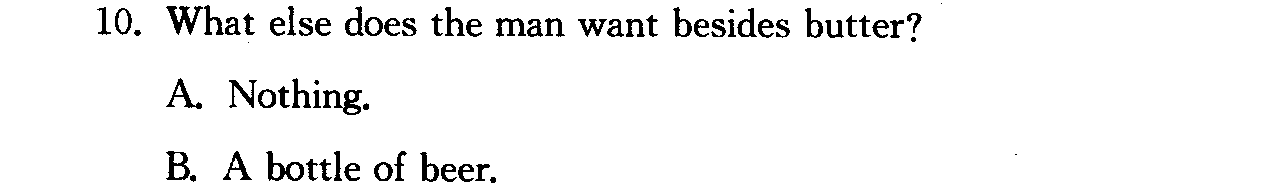 10. What else does the man want besides butter?
A. Nothing.
B. A bottle of beer.